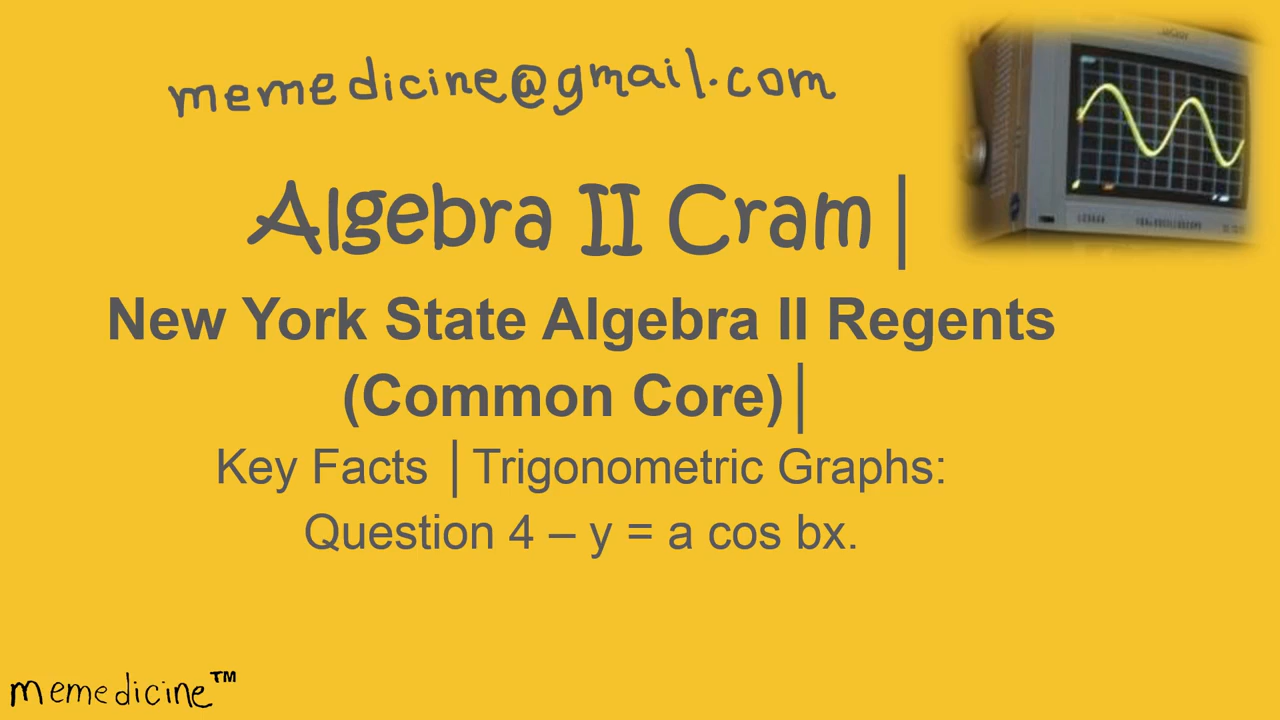 memedicine@gmail.com
Algebra II Cram|
New York State Algebra II Regents
(Common Core)|
Key Facts |Trigonometric Graphs:
Question 4 – y = a cos bx.
memedicine™